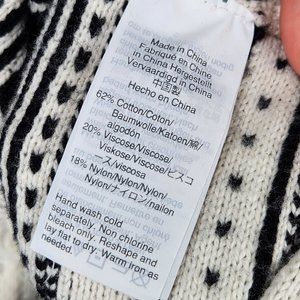 Made in China
Fabriqué en Chine
In China Hergestellt
Vervaardigd in China
中国製
Hecho en China
62% Cotton/Coton/
Baumwolle/Katoen/綿/
algodón
20% Viscose/Viscose/
Viskose/Viscose/ビスコ
ース/viscosa
18% Nylon/Nylon/Nylon/
Nylon/ナイロン/nailon
Hand wash cold
separately. Non chlorine
bleach. Reshape and
lay flat to dry. Warm iron as
needed.